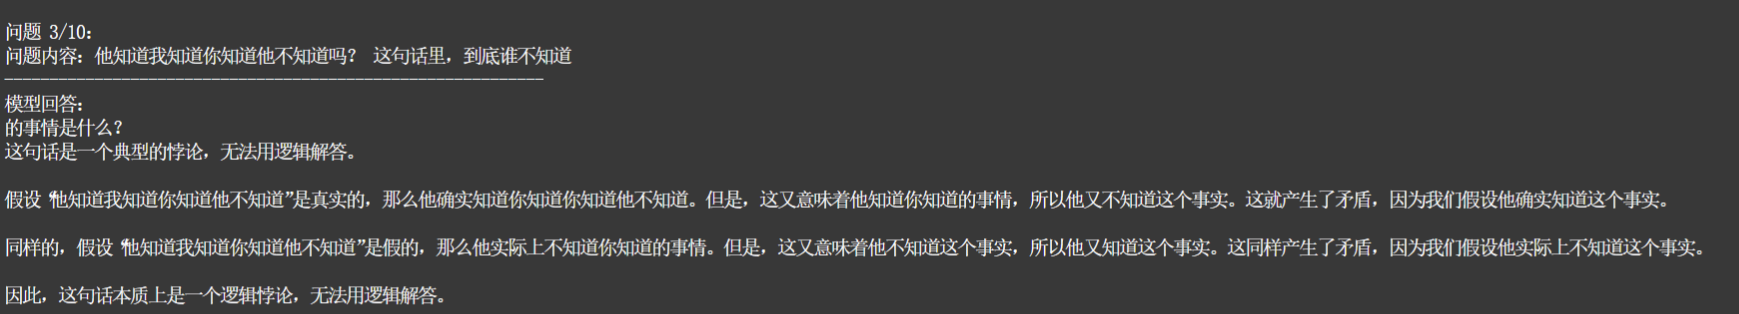 问题 3/10:
问题内容: 他知道我知道你知道他不知道吗? 这句话里, 到底谁不知道
------------------------------------------------------------
模型回答:
的事情是什么?
这句话是一个典型的悖论, 无法用逻辑解答。
假设“他知道我知道你知道他不知道”是真实的, 那么他确实知道你知道你知道他不知道。但是, 这又意味着他知道你知道的事情, 所以他又不知道这个事实。这就产生了矛盾, 因为我们假设他确实知道这个事实。
同样的, 假设“他知道我知道你知道他不知道”是假的, 那么他实际上不知道你知道的事情。但是, 这又意味着他不知道这个事实, 所以他又知道这个事实。这同样产生了矛盾, 因为我们假设他实际上不知道这个事实。
因此, 这句话本质上是一个逻辑悖论, 无法用逻辑解答。